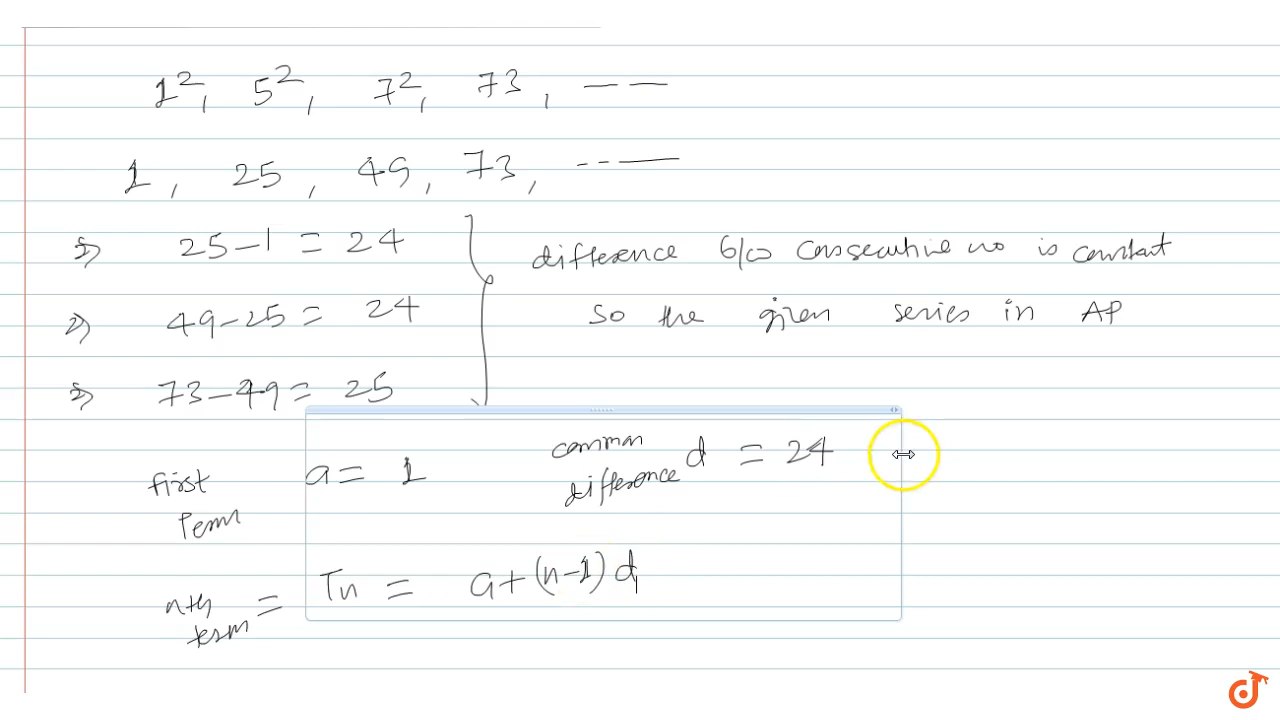 1², 5², 7², 73, — —
1, 25, 49, 73, ---—
⇒ 25-1 = 24
⇒ 49-25 = 24
⇒ 73-49 = 25
difference b/w consecutive no is constant
so the given series in AP
first term a = 1
common difference d = 24
nth term = Tn = a+(n-1)d